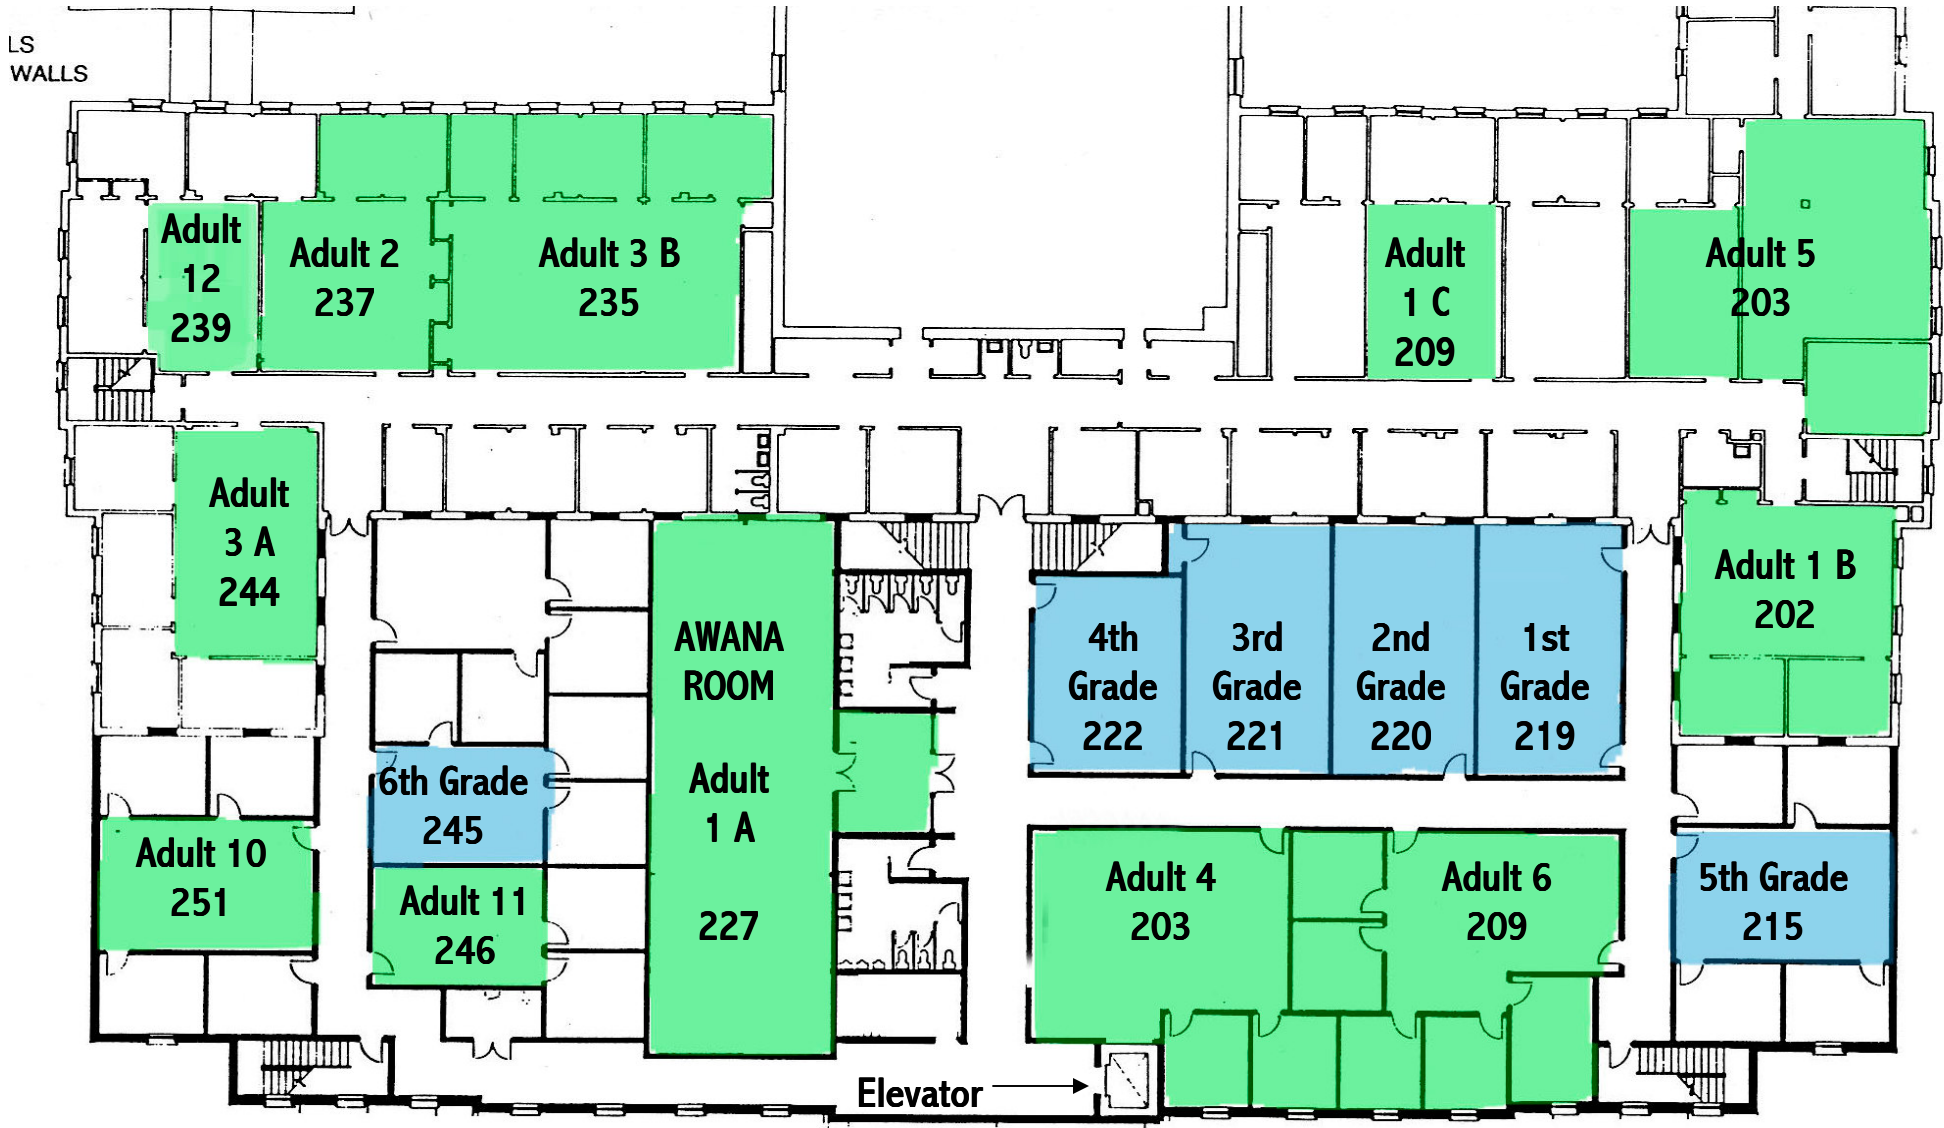 LS
WALLS
Adult
12
239
Adult 2
237
Adult 3 B
235
Adult
1 C
209
Adult 5
203
Adult
3 A
244
AWANA
ROOM
Adult
1 A
227
4th
Grade
222
3rd
Grade
221
2nd
Grade
220
1st
Grade
219
Adult 1 B
202
6th Grade
245
Adult 10
251
Adult 11
246
Adult 4
203
Adult 6
209
5th Grade
215
Elevator